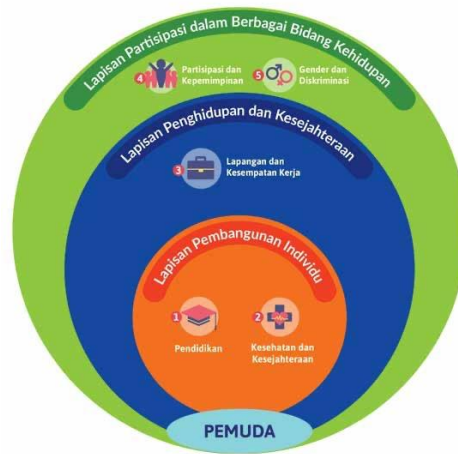 Lapisan Partisipasi dalam Berbagai Bidang Kehidupan
4
Partisipasi dan
Kepemimpinan
5
Gender dan
Diskriminasi
Lapisan Penghidupan dan Kesejahteraan
3
Lapangan dan
Kesempatan Kerja
Lapisan Pembangunan Individu
1
Pendidikan
2
Kesehatan dan
Kesejahteraan
PEMUDA